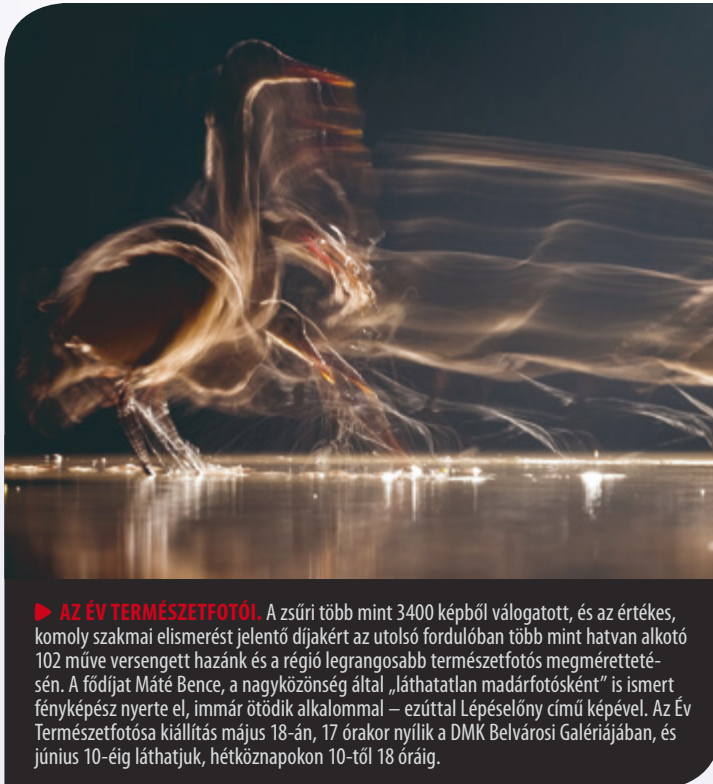 AZ ÉV TERMÉSZETFOTÓI. A zsűri több mint 3400 képből válogatott, és az értékes,
komoly szakmai elismerést jelentő díjakért az utolsó fordulóban több mint hatvan alkotó
102 műve versengett hazánk és a régió legrangosabb természetfotós megmérетteté-
sén. A fődíjat Máté Bence, a nagyközönség által „láthatatlan madárfotósként” is ismert
fényképész nyerte el, immár ötödik alkalommal – ezúttal Lépéselőny című képével. Az Év
Természetfotósa kiállítás május 18-án, 17 órakor nyílik a DMK Belvárosi Galériájában, és
június 10-éig láthatjuk, hétköznapokon 10-től 18 óráig.